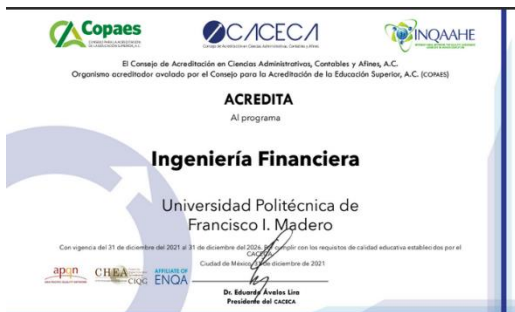 Copaes
CACECA
INQAAHE
El Consejo de Acreditación en Ciencias Administrativas, Contables y Afines, A.C.
Organismo acreditador avalado por el Consejo para la Acreditación de la Educación Superior, A.C. (COPAES)
ACREDITA
Al programa
Ingeniería Financiera
Universidad Politécnica de
Francisco I. Madero
Con vigencia del 31 de diciembre del 2021 al 31 de diciembre del 2026. Por cumplir con los requisitos de calidad educativa establecidos por el
CACECA
Ciudad de México, de diciembre de 2021
apqn
CHEA
CIQG
AFFILIATE OF
ENQA
Dr. Eduardo Ávalos Lira
Presidente del CACECA